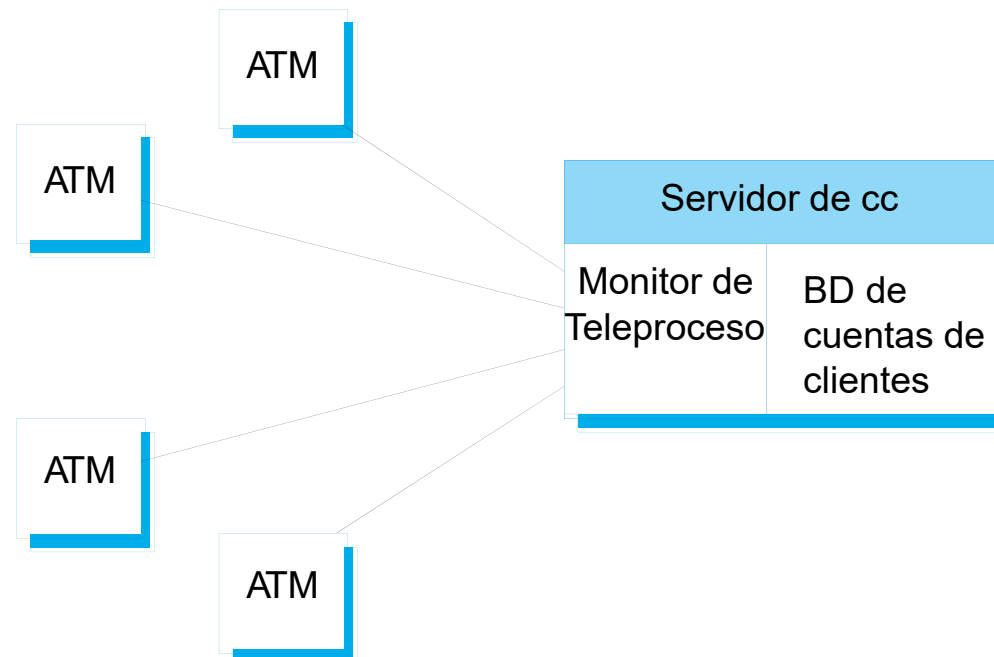 ATM
ATM
Servidor de cc
Monitor de
Teleproceso
BD de
cuentas de
clientes
ATM
ATM